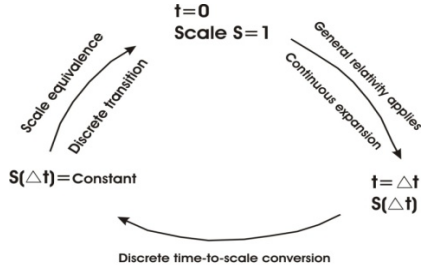 t=0
Scale S=1
Scale equivalence
Discrete transition
General relativity applies
Continuous expansion
S(△t)=Constant
t=△t
S(△t)
Discrete time-to-scale conversion